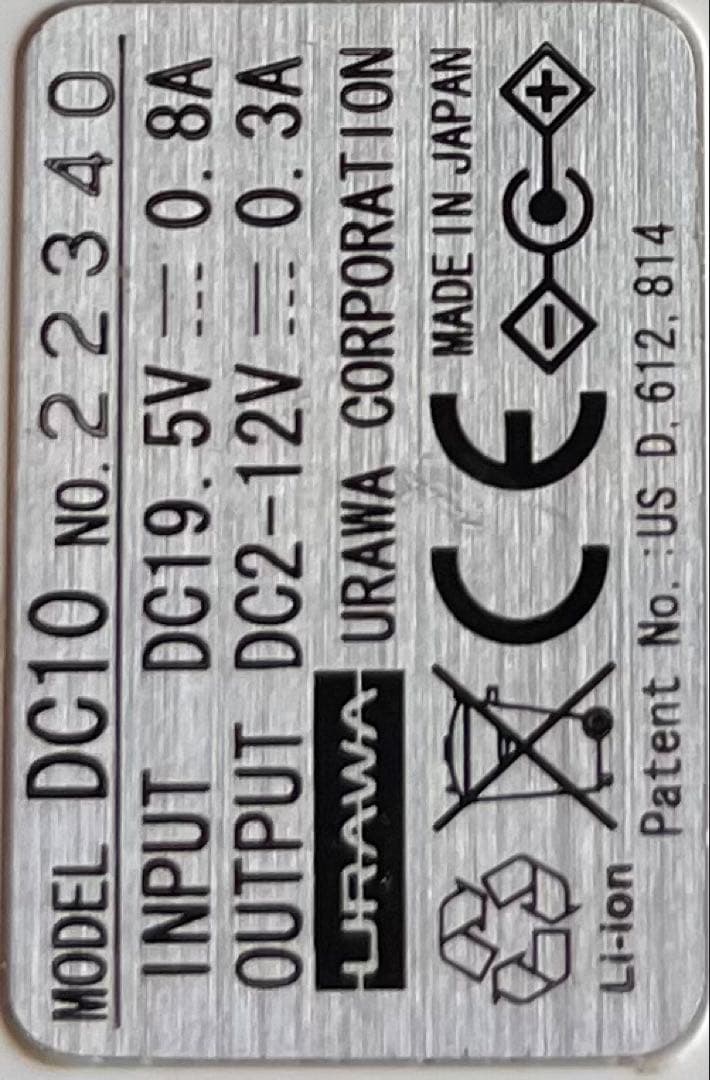 MODEL DC10 NO. 22340
INPUT DC19.5V 0.8A
OUTPUT DC2-12V 0.3A
URAWA URAWA CORPORATION
MADE IN JAPAN
CE
Li-ion
Patent No.:US D,612,814